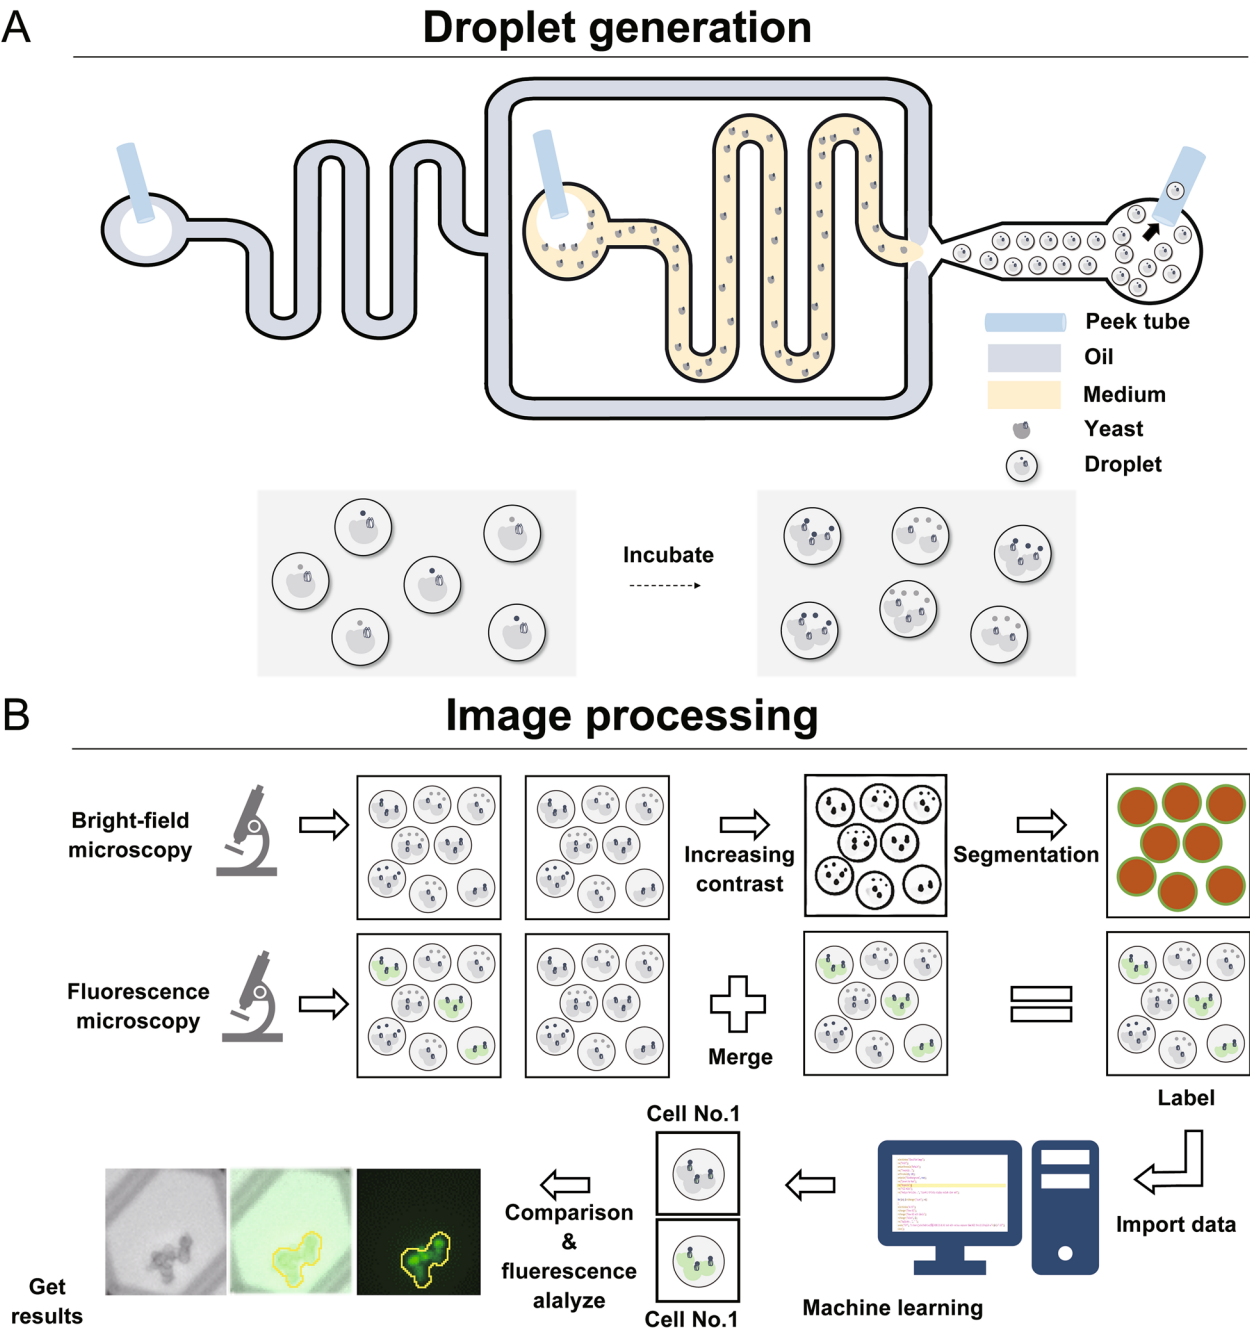 A
Droplet generation
Peek tube
Oil
Medium
Yeast
Droplet
Incubate
B
Image processing
Bright-field
microscopy
Increasing
contrast
Segmentation
Fluorescence
microscopy
Merge
Label
Import data
Machine learning
Cell No.1
Cell No.1
Comparison
&
fluerescence
alalyze
Get
results